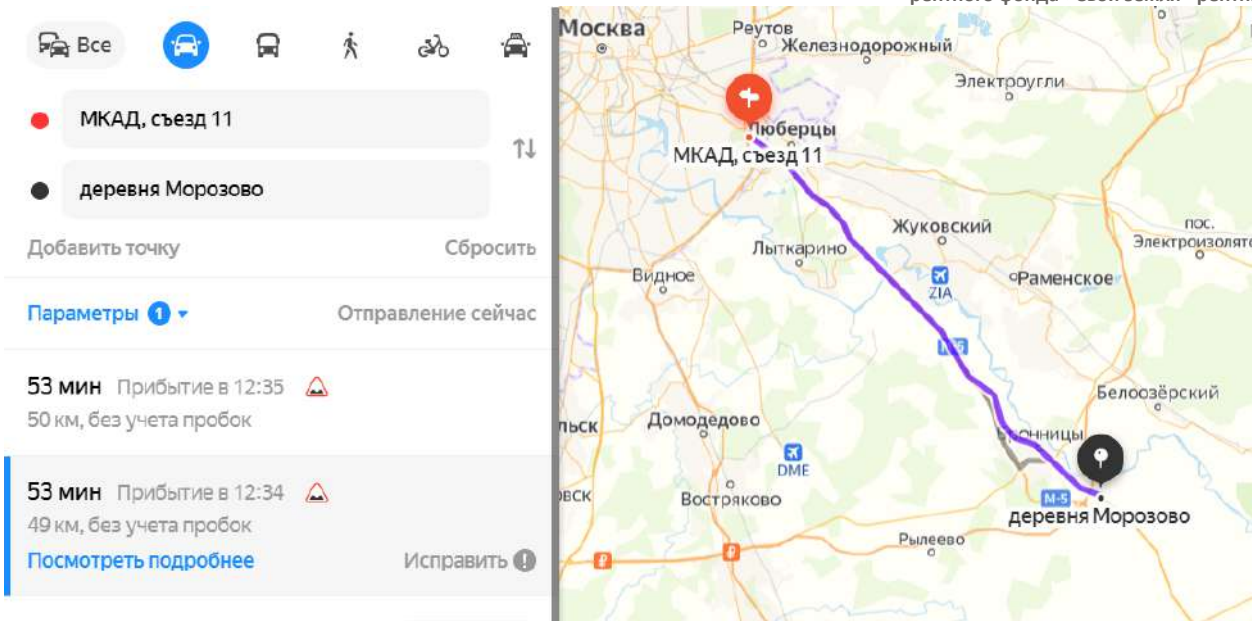 Все
МКАД, съезд 11
деревня Морозово
Добавить точку
Сбросить
Параметры 1
Отправление сейчас
53 мин Прибытие в 12:35
50 км, без учета пробок
53 мин Прибытие в 12:34
49 км, без учета пробок
Посмотреть подробнее
Исправить
Москва
Реутов
Железнодорожный
Электроугли
Люберцы
МКАД, съезд 11
Жуковский
пос.
Лыткарино
Видное
ZIA
Раменское
М-5
Белоозёрский
Домодедово
Бронницы
DME
Востряково
М-5
деревня Морозово
Рылеево